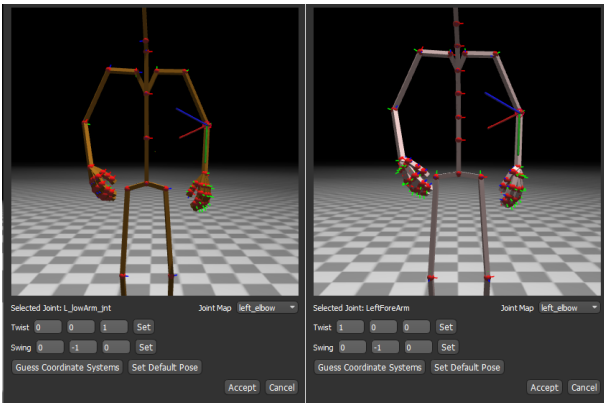 Selected Joint: L_lowArm_jnt Joint Map left_elbow
Twist 0 0 1 Set
Swing 0 -1 0 Set
Guess Coordinate Systems Set Default Pose
Accept Cancel
Selected Joint: LeftForeArm Joint Map left_elbow
Twist 1 0 0 Set
Swing 0 -1 0 Set
Guess Coordinate Systems Set Default Pose
Accept Cancel